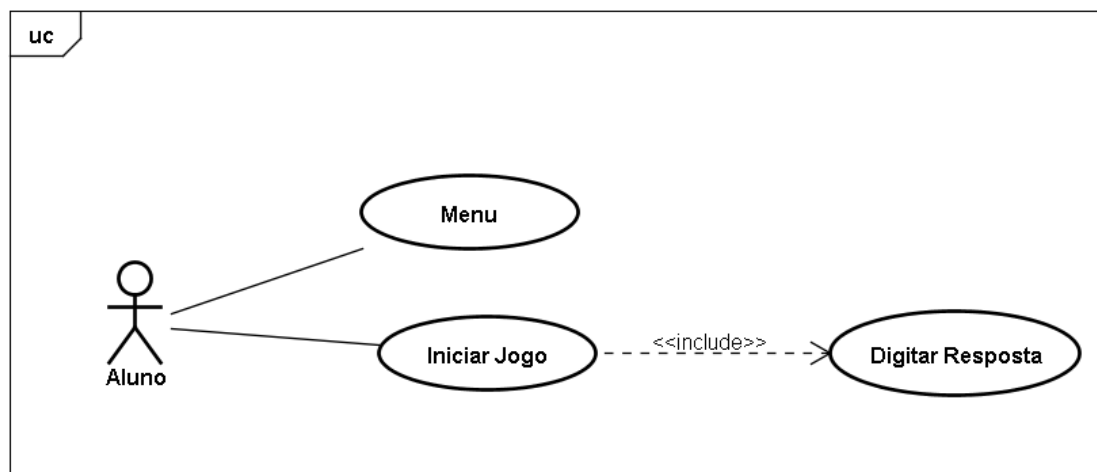 uc
Menu
Aluno
Iniciar Jogo
<<include>>
Digitar Resposta